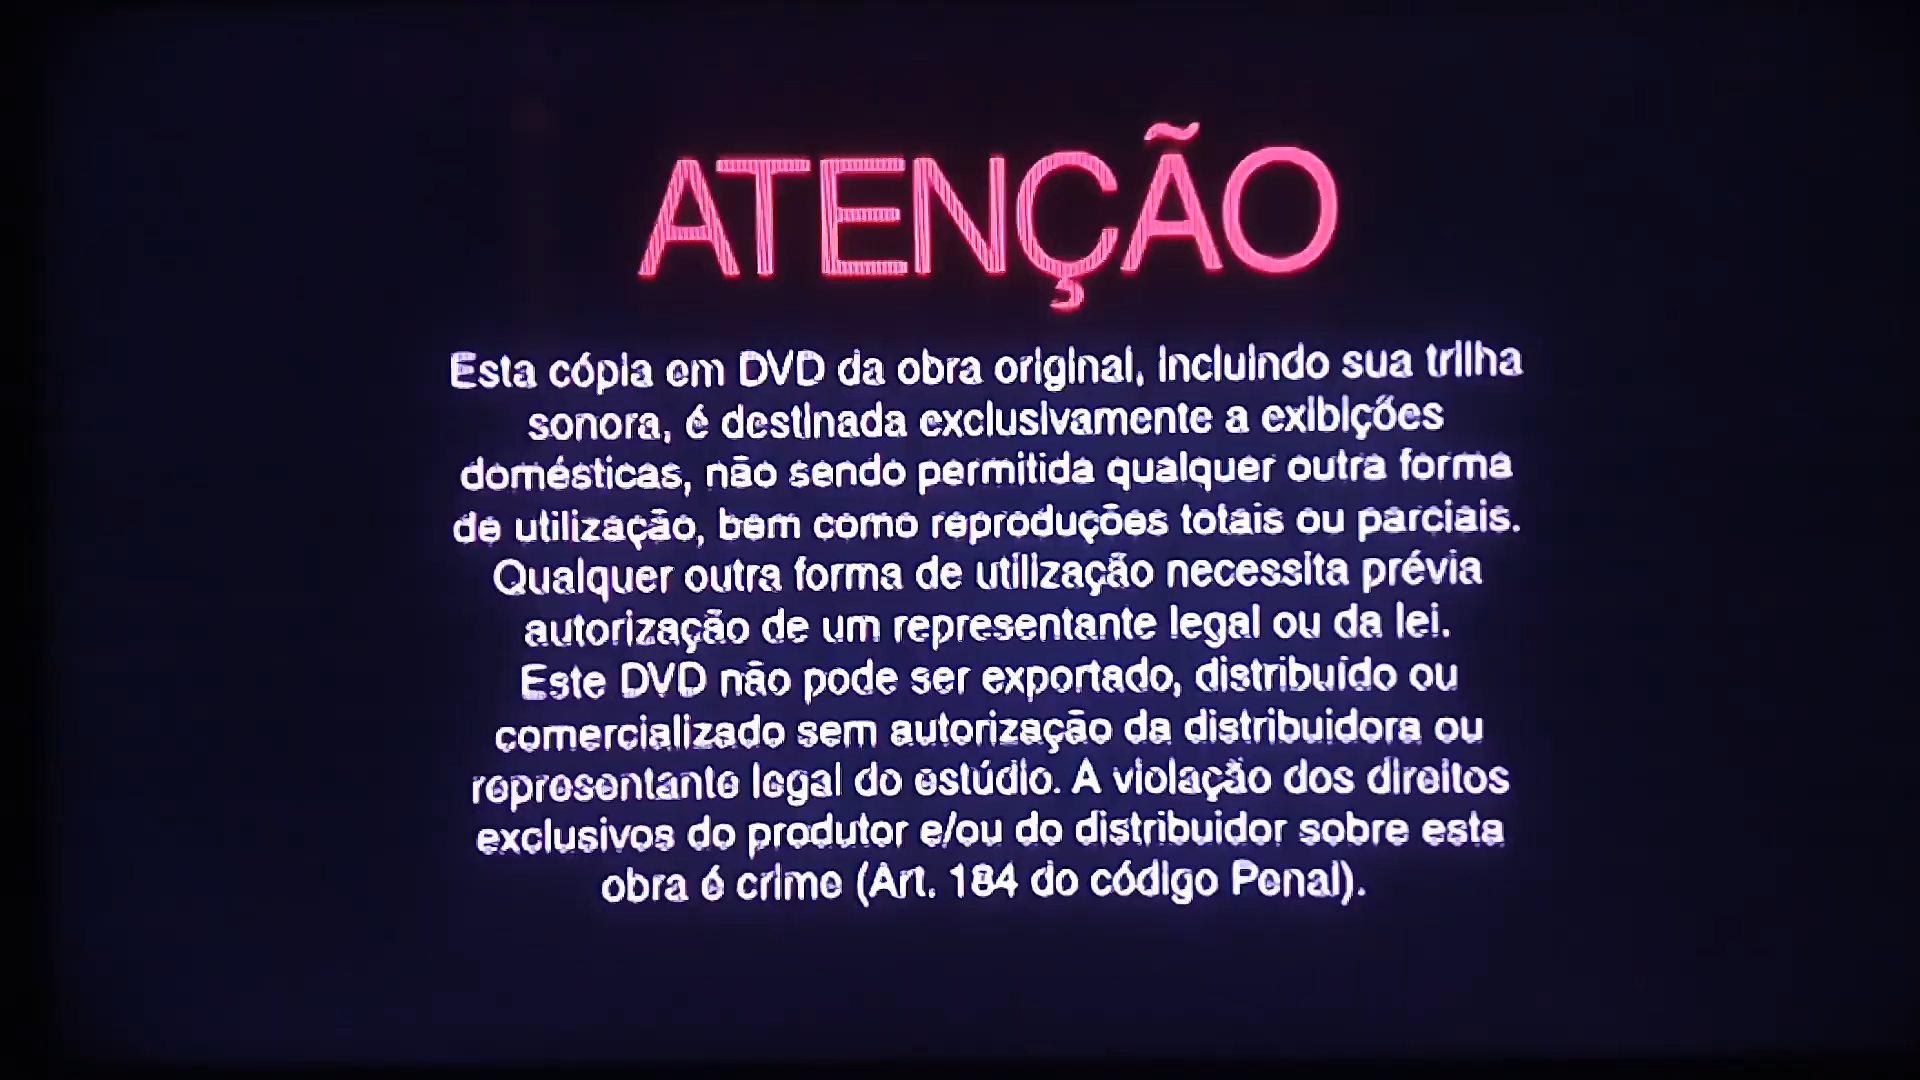 ATENÇÃO
Esta cópia em DVD da obra original, incluindo sua trilha
sonora, é destinada exclusivamente a exibições
domésticas, não sendo permitida qualquer outra forma
de utilização, bem como reproduções totais ou parciais.
Qualquer outra forma de utilização necessita prévia
autorização de um representante legal ou da lei.
Este DVD não pode ser exportado, distribuído ou
comercializado sem autorização da distribuidora ou
representante legal do estúdio. A violação dos direitos
exclusivos do produtor e/ou do distribuidor sobre esta
obra é crime (Art. 184 do código Penal).